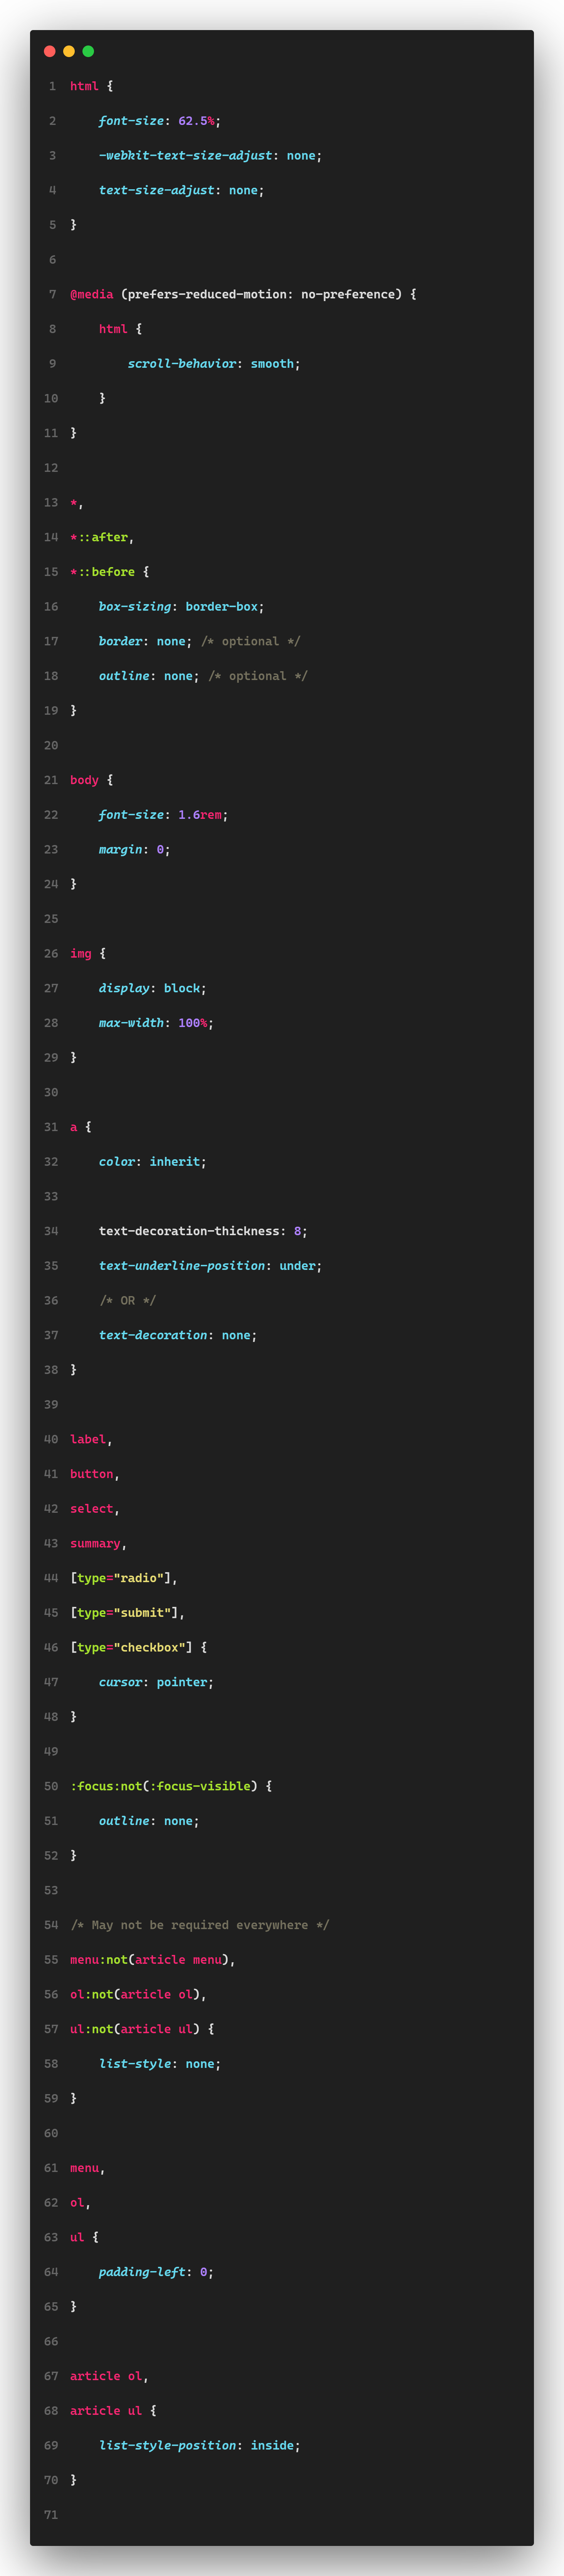 1 html {
2     font-size: 62.5%;
3     -webkit-text-size-adjust: none;
4     text-size-adjust: none;
5 }
6
7 @media (prefers-reduced-motion: no-preference) {
8     html {
9         scroll-behavior: smooth;
10     }
11 }
12
13 *,
14 *::after,
15 *::before {
16     box-sizing: border-box;
17     border: none; /* optional */
18     outline: none; /* optional */
19 }
20
21 body {
22     font-size: 1.6rem;
23     margin: 0;
24 }
25
26 img {
27     display: block;
28     max-width: 100%;
29 }
30
31 a {
32     color: inherit;
33
34     text-decoration-thickness: 8;
35     text-underline-position: under;
36     /* OR */
37     text-decoration: none;
38 }
39
40 label,
41 button,
42 select,
43 summary,
44 [type="radio"],
45 [type="submit"],
46 [type="checkbox"] {
47     cursor: pointer;
48 }
49
50 :focus:not(:focus-visible) {
51     outline: none;
52 }
53
54 /* May not be required everywhere */
55 menu:not(article menu),
56 ol:not(article ol),
57 ul:not(article ul) {
58     list-style: none;
59 }
60
61 menu,
62 ol,
63 ul {
64     padding-left: 0;
65 }
66
67 article ol,
68 article ul {
69     list-style-position: inside;
70 }
71